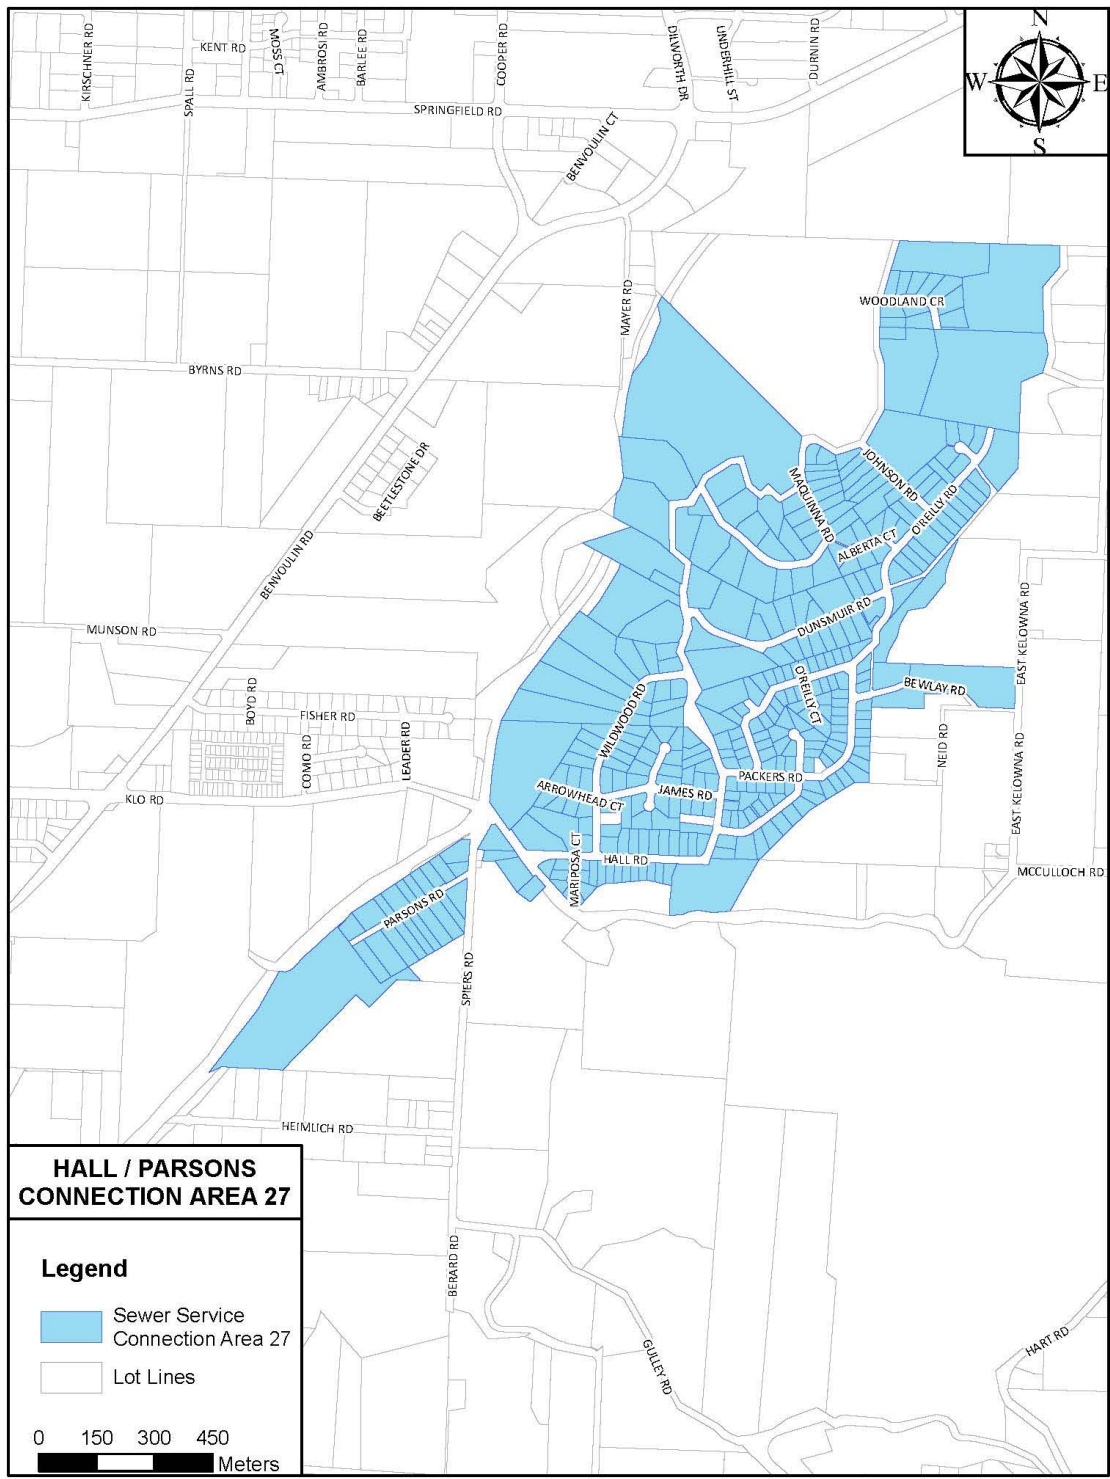 N
W
E
S
KIRSCHNER RD
KENT RD
SPALL RD
MOSS CT
AMBROSI RD
BARLEE RD
COOPER RD
DILWORTH DR
UNDERHILL ST
DURNIN RD
SPRINGFIELD RD
BENVOULIN CT
MAYER RD
WOODLAND CR
BYRNS RD
BEETLESTONE DR
JOHNSON RD
MAQUINNA RD
O'REILLY RD
ALBERTA CT
BENVOULIN RD
DUNSMUIR RD
EAST KELOWNA RD
MUNSON RD
BOYD RD
FISHER RD
O'REILLY CT
BEWLAY RD
WILDWOOD RD
COMO RD
LEADER RD
NEID RD
EAST KELOWNA RD
PACKERS RD
KLO RD
ARROWHEAD CT
JAMES RD
MARIPOSA CT
HALL RD
MCCULLOCH RD
PARSONS RD
SPIERS RD
HEIMLICH RD
HALL / PARSONS
CONNECTION AREA 27
BERARD RD
GULLEY RD
HART RD
Legend
Sewer Service
Connection Area 27
Lot Lines
0 150 300 450
Meters